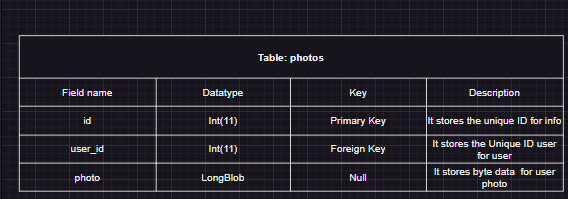 Table: photos
Field name Datatype Key Description
id Int(11) Primary Key It stores the unique ID for info
user_id Int(11) Foreign Key It stores the Unique ID user
for user
photo LongBlob Null It stores byte data for user
photo